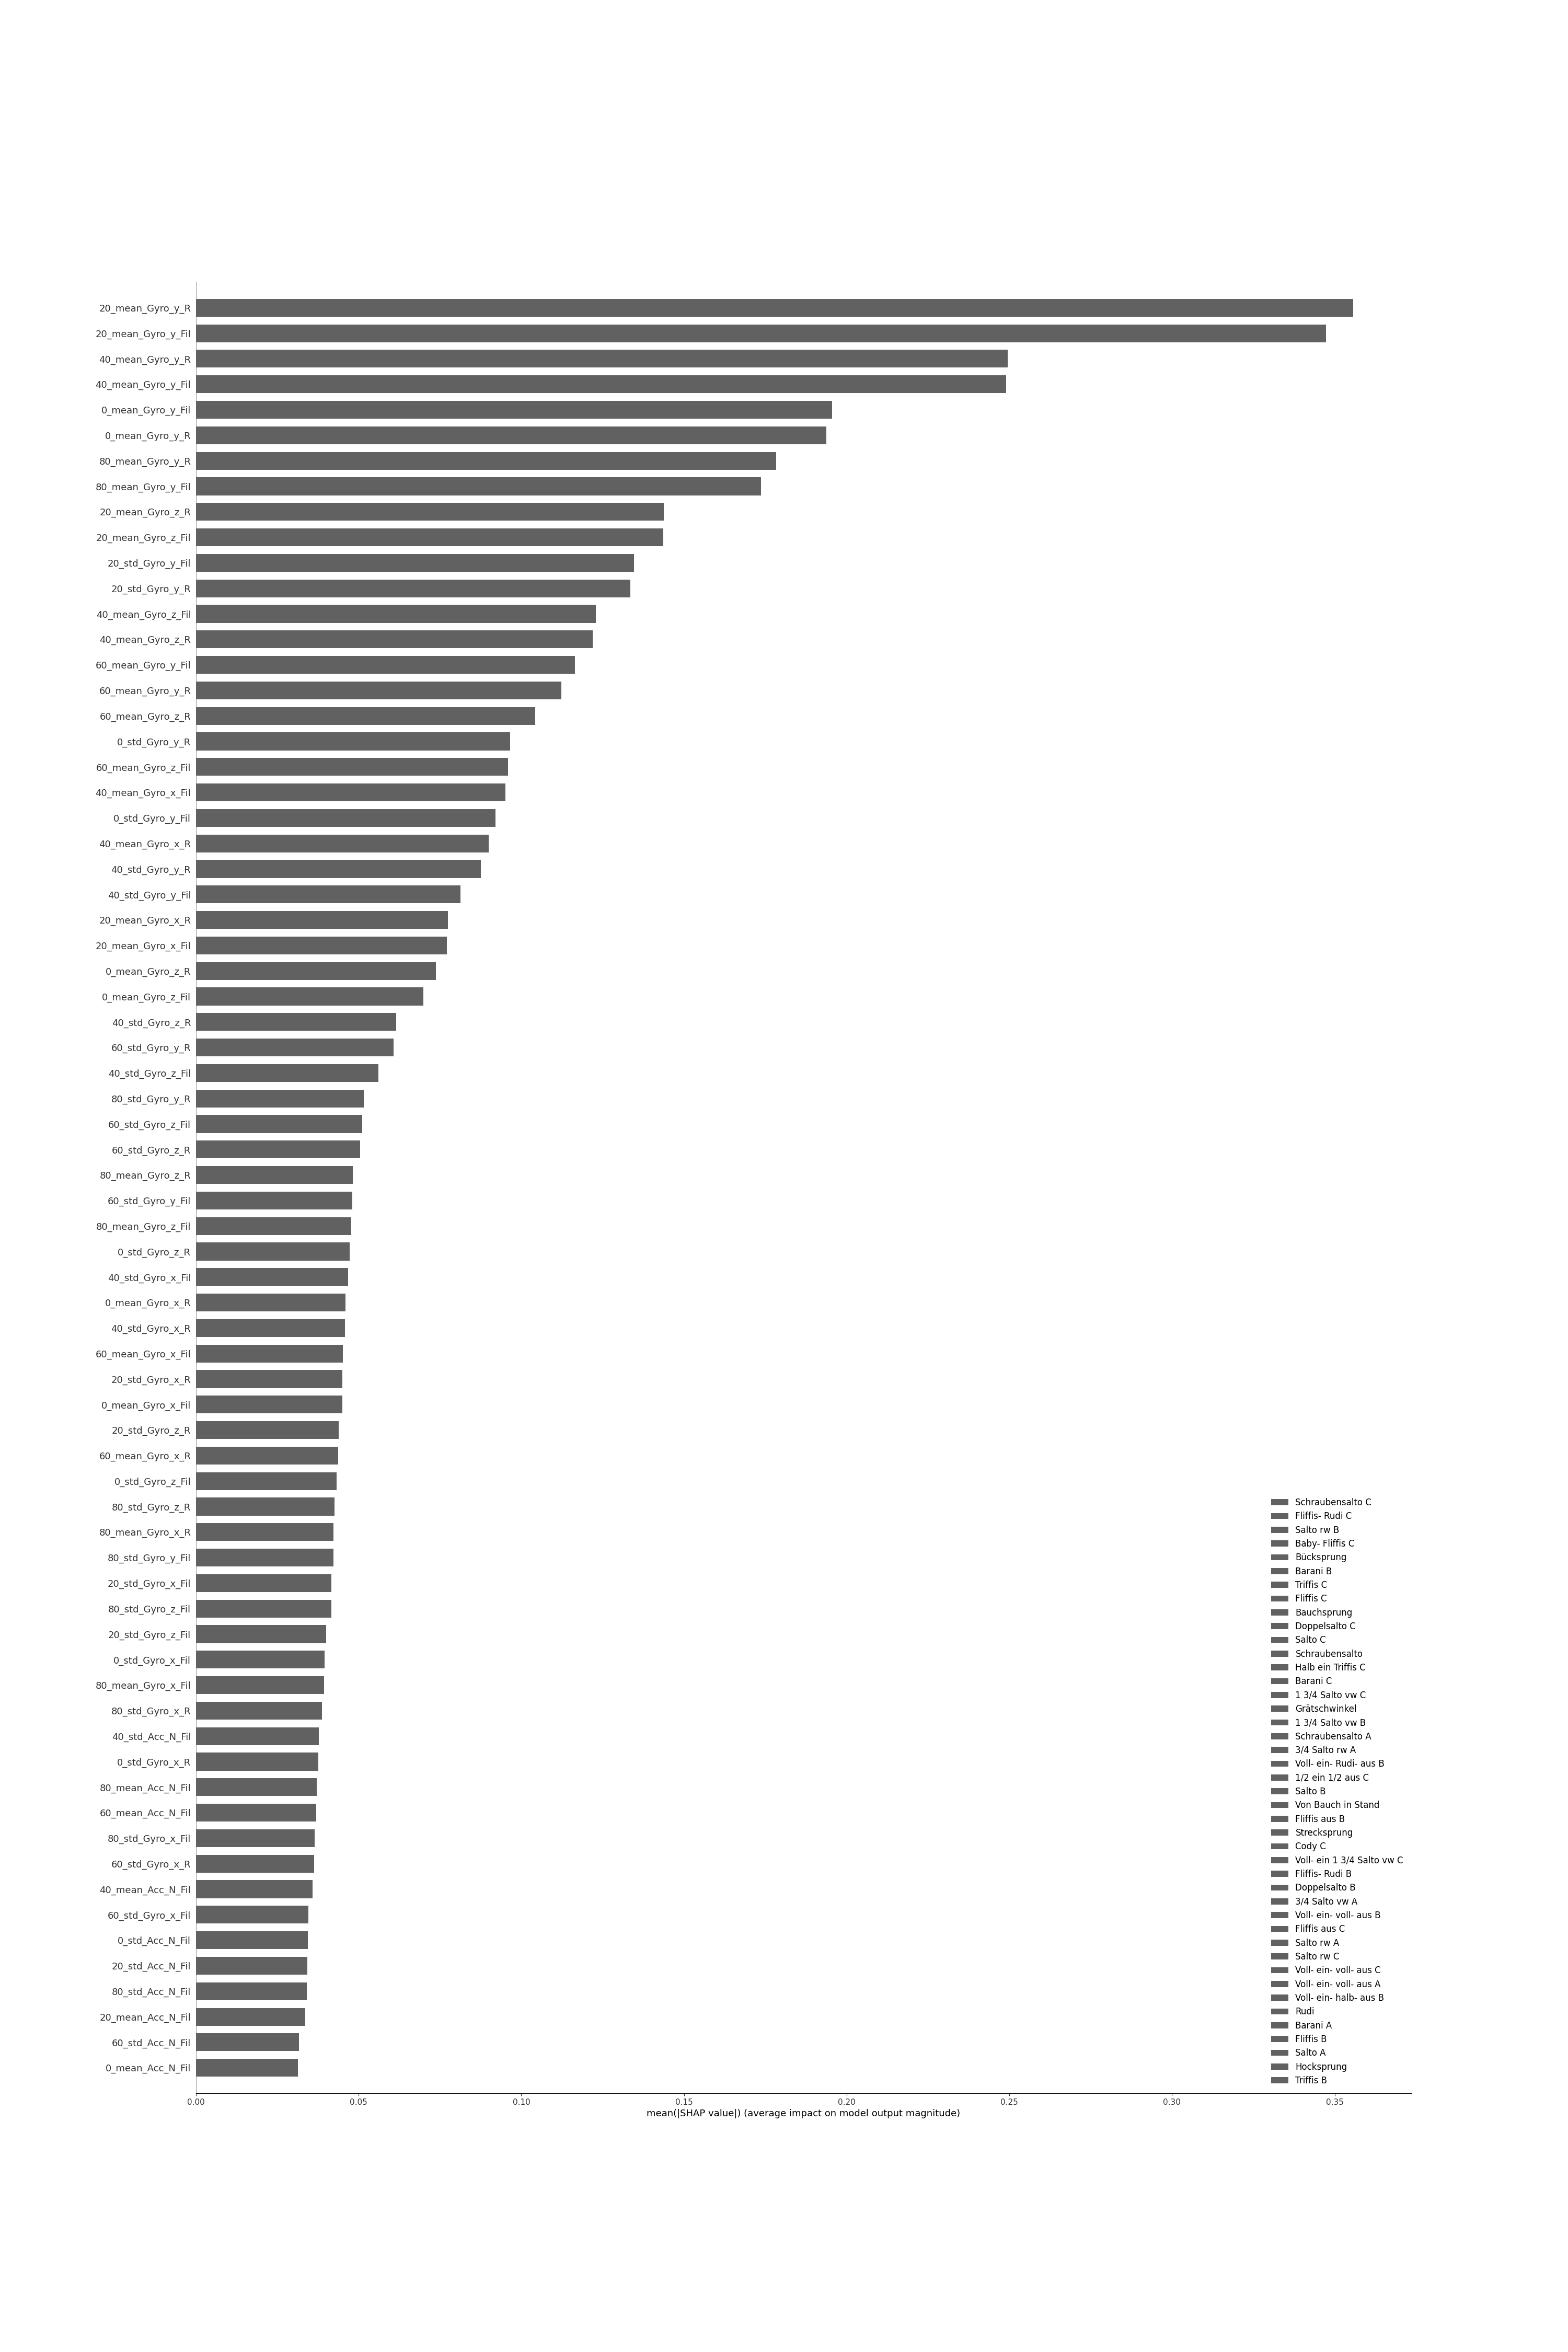 20_mean_Gyro_y_R
20_mean_Gyro_y_Fil
40_mean_Gyro_y_R
40_mean_Gyro_y_Fil
0_mean_Gyro_y_Fil
0_mean_Gyro_y_R
80_mean_Gyro_y_R
80_mean_Gyro_y_Fil
20_mean_Gyro_z_R
20_mean_Gyro_z_Fil
20_std_Gyro_y_Fil
20_std_Gyro_y_R
40_mean_Gyro_z_Fil
40_mean_Gyro_z_R
60_mean_Gyro_y_Fil
60_mean_Gyro_y_R
60_mean_Gyro_z_R
0_std_Gyro_y_R
60_mean_Gyro_z_Fil
40_mean_Gyro_x_Fil
0_std_Gyro_y_Fil
40_mean_Gyro_x_R
40_std_Gyro_y_R
40_std_Gyro_y_Fil
20_mean_Gyro_x_R
20_mean_Gyro_x_Fil
0_mean_Gyro_z_R
0_mean_Gyro_z_Fil
40_std_Gyro_z_R
60_std_Gyro_y_R
40_std_Gyro_z_Fil
80_std_Gyro_y_R
60_std_Gyro_z_Fil
60_std_Gyro_z_R
80_mean_Gyro_z_R
60_std_Gyro_y_Fil
80_mean_Gyro_z_Fil
0_std_Gyro_z_R
40_std_Gyro_x_Fil
0_mean_Gyro_x_R
40_std_Gyro_x_R
60_mean_Gyro_x_Fil
20_std_Gyro_x_R
0_mean_Gyro_x_Fil
20_std_Gyro_z_R
60_mean_Gyro_x_R
0_std_Gyro_z_Fil
80_std_Gyro_z_R
80_mean_Gyro_x_R
80_std_Gyro_y_Fil
20_std_Gyro_x_Fil
80_std_Gyro_z_Fil
20_std_Gyro_z_Fil
0_std_Gyro_x_Fil
80_mean_Gyro_x_Fil
80_std_Gyro_x_R
40_std_Acc_N_Fil
0_std_Gyro_x_R
80_mean_Acc_N_Fil
60_mean_Acc_N_Fil
80_std_Gyro_x_Fil
60_std_Gyro_x_R
40_mean_Acc_N_Fil
60_std_Gyro_x_Fil
0_std_Acc_N_Fil
20_std_Acc_N_Fil
80_std_Acc_N_Fil
20_mean_Acc_N_Fil
60_std_Acc_N_Fil
0_mean_Acc_N_Fil
Schraubensalto C
Fliffis- Rudi C
Salto rw B
Baby- Fliffis C
Bücksprung
Barani B
Triffis C
Fliffis C
Bauchsprung
Doppelsalto C
Salto C
Schraubensalto
Halb ein Triffis C
Barani C
1 3/4 Salto vw C
Grätschwinkel
1 3/4 Salto vw B
Schraubensalto A
3/4 Salto rw A
Voll- ein- Rudi- aus B
1/2 ein 1/2 aus C
Salto B
Von Bauch in Stand
Fliffis aus B
Strecksprung
Cody C
Voll- ein 1 3/4 Salto vw C
Fliffis- Rudi B
Doppelsalto B
3/4 Salto vw A
Voll- ein- voll- aus B
Fliffis aus C
Salto rw A
Salto rw C
Voll- ein- voll- aus C
Voll- ein- voll- aus A
Voll- ein- halb- aus B
Rudi
Barani A
Fliffis B
Salto A
Hocksprung
Triffis B
0.00 0.05 0.10 0.15 0.20 0.25 0.30 0.35
mean(|SHAP value|) (average impact on model output magnitude)